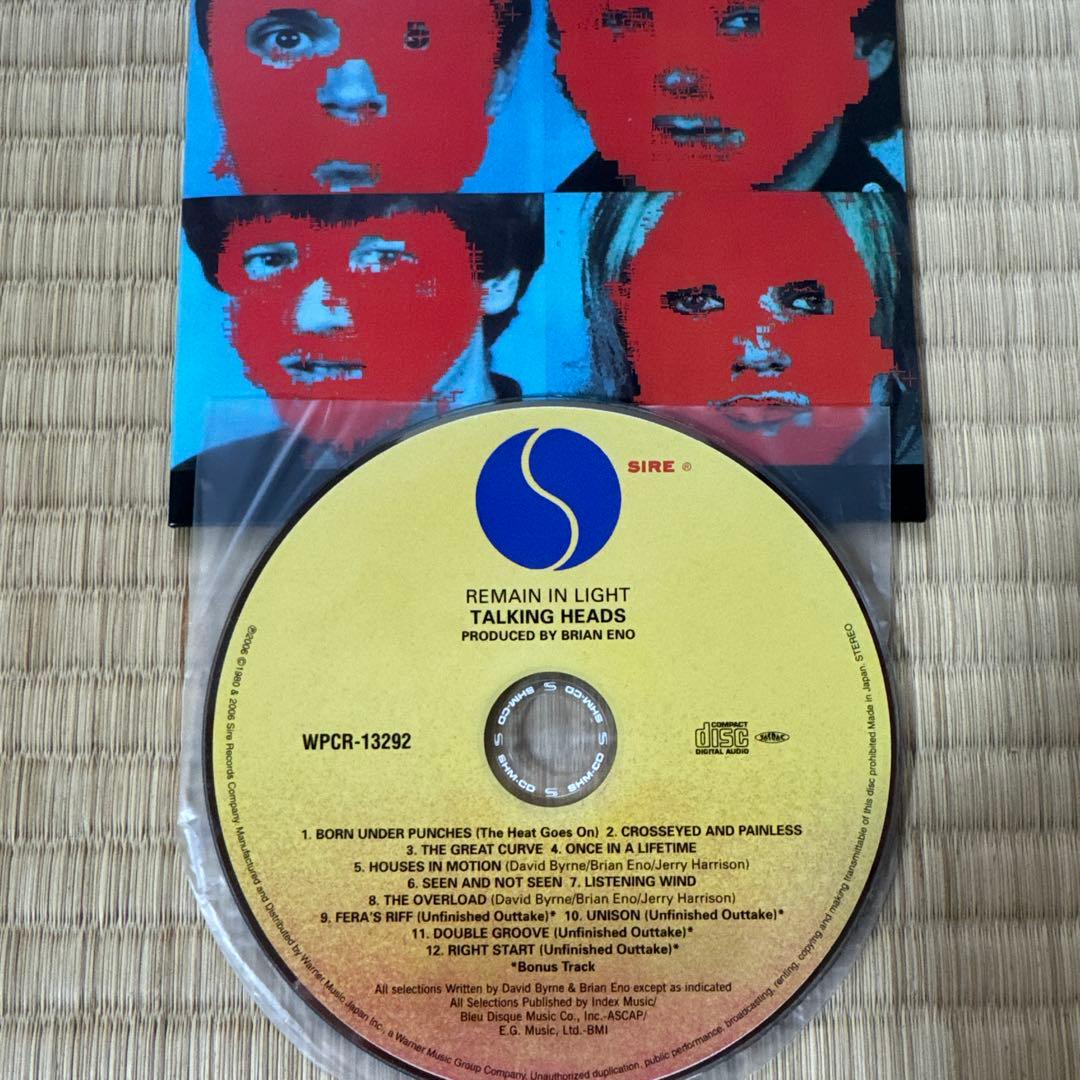 SIRE ®
REMAIN IN LIGHT
TALKING HEADS
PRODUCED BY BRIAN ENO
WPCR-13292
SHM-CD S SHM-CD S SHM-CD S SHM-CD S
COMPACT
disc
DIGITAL AUDIO
JASRAC
1. BORN UNDER PUNCHES (The Heat Goes On) 2. CROSSEYED AND PAINLESS
3. THE GREAT CURVE 4. ONCE IN A LIFETIME
5. HOUSES IN MOTION (David Byrne/Brian Eno/Jerry Harrison)
6. SEEN AND NOT SEEN 7. LISTENING WIND
8. THE OVERLOAD (David Byrne/Brian Eno/Jerry Harrison)
9. FERA'S RIFF (Unfinished Outtake)* 10. UNISON (Unfinished Outtake)*
11. DOUBLE GROOVE (Unfinished Outtake)*
12. RIGHT START (Unfinished Outtake)*
*Bonus Track
All selections Written by David Byrne & Brian Eno except as indicated
All Selections Published by Index Music/
Bleu Disque Music Co., Inc.-ASCAP/
E.G. Music, Ltd.-BMI
℗2006 ©1980 & 2006 Sire Records Company. Manufactured and Distributed by Warner Music Japan Inc., a Warner Music Group Company. Unauthorized duplication, public performance, broadcasting, renting, copying and making transmittable of this disc prohibited Made in Japan. STEREO